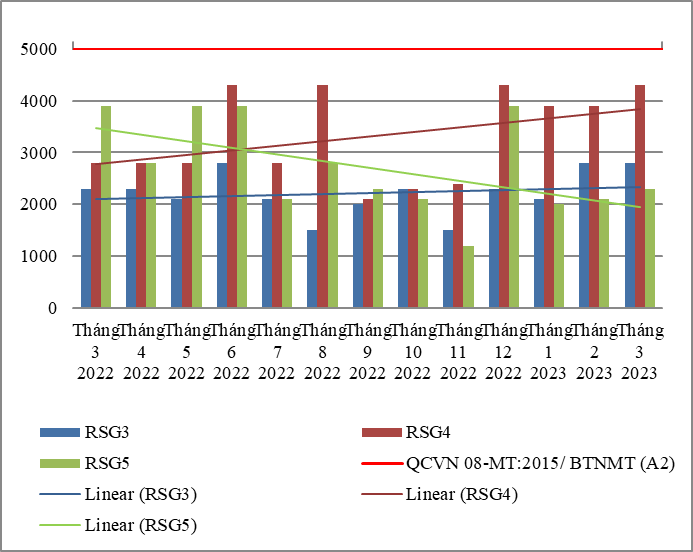 5000
4000
3000
2000
1000
0
Tháng Tháng Tháng Tháng Tháng Tháng Tháng Tháng Tháng Tháng Tháng Tháng Tháng
3 4 5 6 7 8 9 10 11 12 1 2 3
2022 2022 2022 2022 2022 2022 2022 2022 2022 2022 2023 2023 2023
RSG3 RSG4
RSG5 QCVN 08-MT:2015/ BTNMT (A2)
Linear (RSG3) Linear (RSG4)
Linear (RSG5)